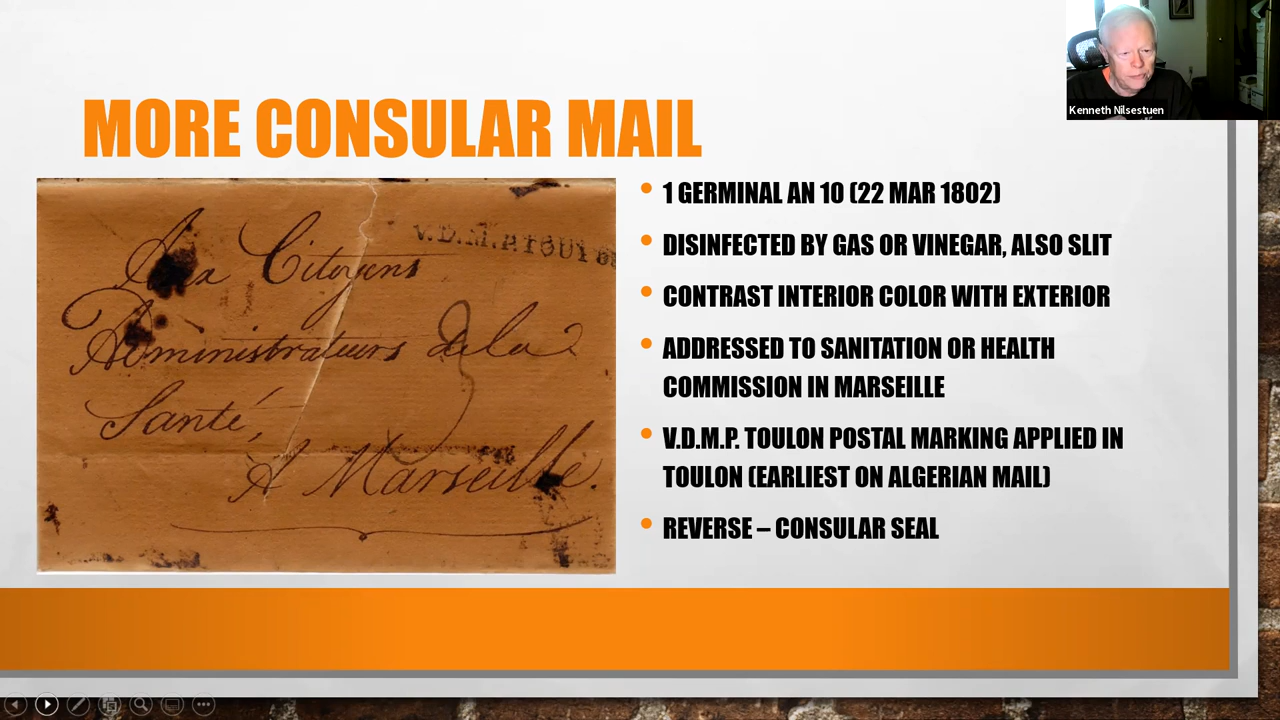 Kenneth Nilsestuen
MORE CONSULAR MAIL
V.D.M.P. TOUL
Aux Citoyens
Administrateurs de la
Santé,
A Marseille.
• 1 GERMINAL AN 10 (22 MAR 1802)
• DISINFECTED BY GAS OR VINEGAR, ALSO SLIT
• CONTRAST INTERIOR COLOR WITH EXTERIOR
• ADDRESSED TO SANITATION OR HEALTH
COMMISSION IN MARSEILLE
• V.D.M.P. TOULON POSTAL MARKING APPLIED IN
TOULON (EARLIEST ON ALGERIAN MAIL)
• REVERSE – CONSULAR SEAL